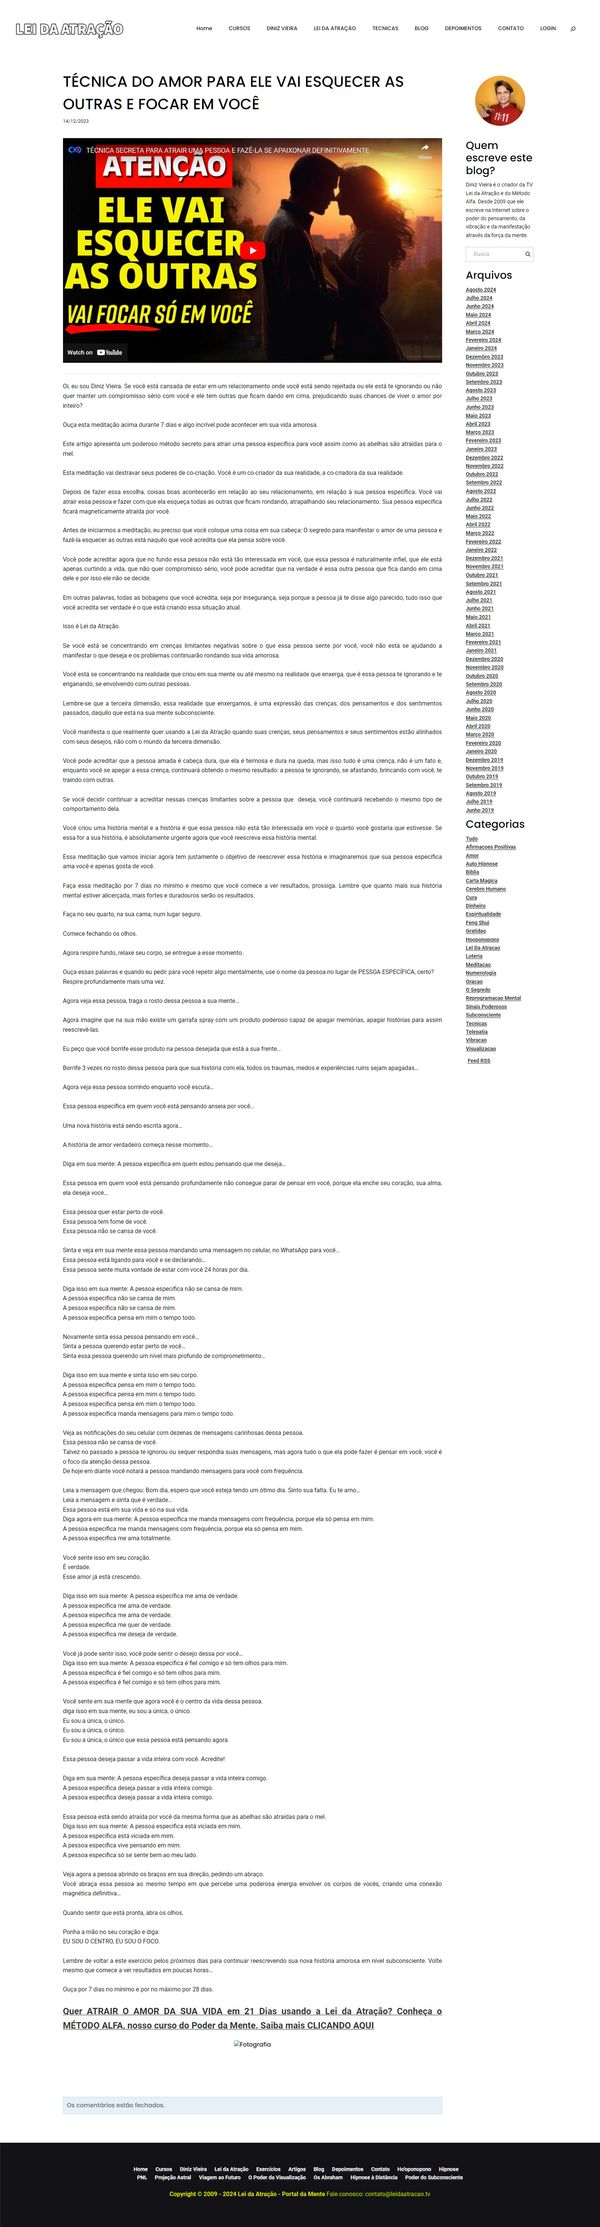 LEI DA ATRAÇÃO
Home CURSOS DINIZ VIEIRA LEI DA ATRAÇÃO TECNICAS BLOG DEPOIMENTOS CONTATO LOGIN
TÉCNICA DO AMOR PARA ELE VAI ESQUECER AS
OUTRAS E FOCAR EM VOCÊ
14/12/2023
TÉCNICA SECRETA PARA ATRAIR UMA PESSOA E FAZÊ-LA SE APAIXONAR DEFINITIVAMENTE
Share
ATENÇÃO
ELE VAI
ESQUECER
AS OUTRAS
VAI FOCAR SÓ EM VOCÊ
Watch on YouTube
Oi, eu sou Diniz Vieira. Se você está cansada de estar em um relacionamento onde você está sendo rejeitada ou ele está te ignorando ou não
quer manter um compromisso sério com você e ele tem outras que ficam dando em cima, prejudicando suas chances de viver o amor por
inteiro?
Ouça esta meditação acima durante 7 dias e algo incrível pode acontecer em sua vida amorosa.
Este artigo apresenta um poderoso método secreto para atrair uma pessoa específica para você assim como as abelhas são atraídas para o
mel.
Esta meditação vai destravar seus poderes de co-criação. Você é um co-criador da sua realidade, a co-criadora da sua realidade.
Depois de fazer essa escolha, coisas boas acontecerão em relação ao seu relacionamento, em relação à sua pessoa específica. Você vai
atrair essa pessoa e fazer com que ela esqueça todas as outras que ficam rondando, atrapalhando seu relacionamento. Sua pessoa específica
ficará magneticamente atraída por você.
Antes de iniciarmos a meditação, eu preciso que você coloque uma coisa em sua cabeça: O segredo para manifestar o amor de uma pessoa e
fazê-la esquecer as outras está naquilo que você acredita que ela pensa sobre você.
Você pode acreditar agora que no fundo essa pessoa não está tão interessada em você, que essa pessoa é naturalmente infiel, que ele está
apenas curtindo a vida, que não quer compromisso sério, você pode acreditar que na verdade é essa outra pessoa que fica dando em cima
dele e por isso ele não se decide.
Em outras palavras, todas as bobagens que você acredita, seja por insegurança, seja porque a pessoa já te disse algo parecido, tudo isso que
você acredita ser verdade é o que está criando essa situação atual.
Isso é Lei da Atração.
Se você está se concentrando em crenças limitantes negativas sobre o que essa pessoa sente por você, você não está se ajudando a
manifestar o que deseja e os problemas continuarão rondando sua vida amorosa.
Você está se concentrando na realidade que criou em sua mente ou até mesmo na realidade que enxerga, que é essa pessoa te ignorando e te
enganando, se envolvendo com outras pessoas.
Lembre-se que a terceira dimensão, essa realidade que enxergamos, é uma expressão das crenças, dos pensamentos e dos sentimentos
passados, daquilo que está na sua mente subconsciente.
Você manifesta o que realmente quer usando a Lei da Atração quando suas crenças, seus pensamentos e seus sentimentos estão alinhados
com seus desejos, não com o mundo da terceira dimensão.
Você pode acreditar que a pessoa amada é cabeça dura, que ela é teimosa e dura na queda, mas isso tudo é uma crença, não é um fato e,
enquanto você se apegar a essa crença, continuará obtendo o mesmo resultado: a pessoa te ignorando, se afastando, brincando com você, te
traindo com outras.
Se você decidir continuar a acreditar nessas crenças limitantes sobre a pessoa que deseja, você continuará recebendo o mesmo tipo de
comportamento dela.
Você criou uma história mental e a história é que essa pessoa não está tão interessada em você o quanto você gostaria que estivesse. Se
essa for a sua história, é absolutamente urgente agora que você reescreva essa história mental.
Essa meditação que vamos iniciar agora tem justamente o objetivo de reescrever essa história e imaginaremos que sua pessoa específica
ama você e apenas gosta de você.
Faça essa meditação por 7 dias no mínimo e mesmo que você comece a ver resultados, prossiga. Lembre que quanto mais sua história
mental estiver alicerçada, mais fortes e duradouros serão os resultados.
Faça no seu quarto, na sua cama, num lugar seguro.
Comece fechando os olhos.
Agora respire fundo, relaxe seu corpo, se entregue a esse momento.
Ouça essas palavras e quando eu pedir para você repetir algo mentalmente, use o nome da pessoa no lugar de PESSOA ESPECÍFICA, certo?
Respire profundamente mais uma vez.
Agora veja essa pessoa, traga o rosto dessa pessoa a sua mente...
Agora imagine que na sua mão existe um garrafa spray com um produto poderoso capaz de apagar memórias, apagar histórias para assim
reescrevê-las.
Eu peço que você borrife esse produto na pessoa desejada que está a sua frente...
Borrife 3 vezes no rosto dessa pessoa para que sua história com ela, todos os traumas, medos e experiências ruins sejam apagadas...
Agora veja essa pessoa sorrindo enquanto você escuta...
Essa pessoa específica em quem você está pensando anseia por você...
Uma nova história está sendo escrita agora...
A história de amor verdadeiro começa nesse momento...
Diga em sua mente: A pessoa específica em quem estou pensando que me deseja...
Essa pessoa em quem você está pensando profundamente não consegue parar de pensar em você, porque ela enche seu coração, sua alma,
ela deseja você...
Essa pessoa quer estar perto de você.
Essa pessoa tem fome de você.
Essa pessoa não se cansa de você.
Sinta e veja em sua mente essa pessoa mandando uma mensagem no celular, no WhatsApp para você...
Essa pessoa está ligando para você e se declarando...
Essa pessoa sente muita vontade de estar com você 24 horas por dia.
Diga isso em sua mente: A pessoa específica não se cansa de mim.
A pessoa específica não se cansa de mim.
A pessoa específica não se cansa de mim.
A pessoa específica pensa em mim o tempo todo.
Novamente sinta essa pessoa pensando em você...
Sinta a pessoa querendo estar perto de você...
Sinta essa pessoa querendo um nível mais profundo de comprometimento...
Diga isso em sua mente e sinta isso em seu corpo.
A pessoa específica pensa em mim o tempo todo.
A pessoa específica pensa em mim o tempo todo.
A pessoa específica pensa em mim o tempo todo.
A pessoa específica manda mensagens para mim o tempo todo.
Veja as notificações do seu celular com dezenas de mensagens carinhosas dessa pessoa.
Essa pessoa não se cansa de você.
Talvez no passado a pessoa te ignorou ou sequer respondia suas mensagens, mas agora tudo o que ela pode fazer é pensar em você, você é
o foco da atenção dessa pessoa.
De hoje em diante você notará a pessoa mandando mensagens para você com frequência.
Leia a mensagem que chegou: Bom dia, espero que você esteja tendo um ótimo dia. Sinto sua falta. Eu te amo...
Leia a mensagem e sinta que é verdade...
Essa pessoa está em sua vida e só na sua vida.
Diga agora em sua mente: A pessoa específica me manda mensagens com frequência, porque ela só pensa em mim.
A pessoa específica me manda mensagens com frequência, porque ela só pensa em mim.
A pessoa específica me ama totalmente.
Você sente isso em seu coração.
É verdade.
Esse amor já está crescendo.
Diga isso em sua mente: A pessoa específica me ama de verdade.
A pessoa específica me ama de verdade.
A pessoa específica me ama de verdade.
A pessoa específica me quer de verdade.
A pessoa específica me deseja de verdade.
Você já pode sentir isso, você pode sentir o desejo dessa por você...
Diga isso em sua mente: A pessoa específica é fiel comigo e só tem olhos para mim.
A pessoa específica é fiel comigo e só tem olhos para mim.
A pessoa específica é fiel comigo e só tem olhos para mim.
Você sente em sua mente que agora você é o centro da vida dessa pessoa.
diga isso em sua mente, eu sou a única, o único.
Eu sou a única, o único.
Eu sou a única, o único.
Eu sou a única, o único que essa pessoa está pensando agora.
Essa pessoa deseja passar a vida inteira com você. Acredite!
Diga em sua mente: A pessoa específica deseja passar a vida inteira comigo.
A pessoa específica deseja passar a vida inteira comigo.
A pessoa específica deseja passar a vida inteira comigo.
Essa pessoa está sendo atraída por você da mesma forma que as abelhas são atraídas para o mel.
Diga isso em sua mente: A pessoa específica está viciada em mim.
A pessoa específica está viciada em mim.
A pessoa específica vive pensando em mim.
A pessoa específica só se sente bem ao meu lado.
Veja agora a pessoa abrindo os braços em sua direção, pedindo um abraço.
Você abraça essa pessoa ao mesmo tempo em que percebe uma poderosa energia envolver os corpos de vocês, criando uma conexão
magnética definitiva...
Quando sentir que está pronta, abra os olhos.
Ponha a mão no seu coração e diga:
EU SOU O CENTRO, EU SOU O FOCO.
Lembre de voltar a este exercício pelos próximos dias para continuar reescrevendo sua nova história amorosa em nível subconsciente. Volte
mesmo que comece a ver resultados em poucas horas...
Ouça por 7 dias no mínimo e por no máximo por 28 dias.
Quer ATRAIR O AMOR DA SUA VIDA em 21 Dias usando a Lei da Atração? Conheça o
MÉTODO ALFA, nosso curso do Poder da Mente. Saiba mais CLICANDO AQUI
Fotografia
Os comentários estão fechados.
11:11
Quem
escreve este
blog?
Diniz Vieira é o criador da TV
Lei da Atração e do Método
Alfa. Desde 2009 que ele
escreve na internet sobre o
poder do pensamento, da
vibração e da manifestação
através da força da mente.
Busca
Arquivos
Agosto 2024
Julho 2024
Junho 2024
Maio 2024
Abril 2024
Março 2024
Fevereiro 2024
Janeiro 2024
Dezembro 2023
Novembro 2023
Outubro 2023
Setembro 2023
Agosto 2023
Julho 2023
Junho 2023
Maio 2023
Abril 2023
Março 2023
Fevereiro 2023
Janeiro 2023
Dezembro 2022
Novembro 2022
Outubro 2022
Setembro 2022
Agosto 2022
Julho 2022
Junho 2022
Maio 2022
Abril 2022
Março 2022
Fevereiro 2022
Janeiro 2022
Dezembro 2021
Novembro 2021
Outubro 2021
Setembro 2021
Agosto 2021
Julho 2021
Junho 2021
Maio 2021
Abril 2021
Março 2021
Fevereiro 2021
Janeiro 2021
Dezembro 2020
Novembro 2020
Outubro 2020
Setembro 2020
Agosto 2020
Julho 2020
Junho 2020
Maio 2020
Abril 2020
Março 2020
Fevereiro 2020
Janeiro 2020
Dezembro 2019
Novembro 2019
Outubro 2019
Setembro 2019
Agosto 2019
Julho 2019
Junho 2019
Categorias
Tudo
Afirmacoes Positivas
Amor
Auto Hipnose
Biblia
Carta Magica
Cerebro Humano
Cura
Dinheiro
Espiritualidade
Feng Shui
Gratidao
Hooponopono
Lei Da Atracao
Loteria
Meditacao
Numerologia
Oracao
O Segredo
Reprogramacao Mental
Sinais Poderosos
Subconsciente
Tecnicas
Telepatia
Vibracao
Visualizacao
Feed RSS
Home Cursos Diniz Vieira Lei da Atração Exercícios Artigos Blog Depoimentos Contato Ho'oponopono Hipnose
PNL Projeção Astral Viagem ao Futuro O Poder da Visualização Os Abraham Hipnose à Distância Poder do Subconsciente
Copyright © 2009 - 2024 Lei da Atração - Portal da Mente Fale conosco: contato@leidaatracao.tv